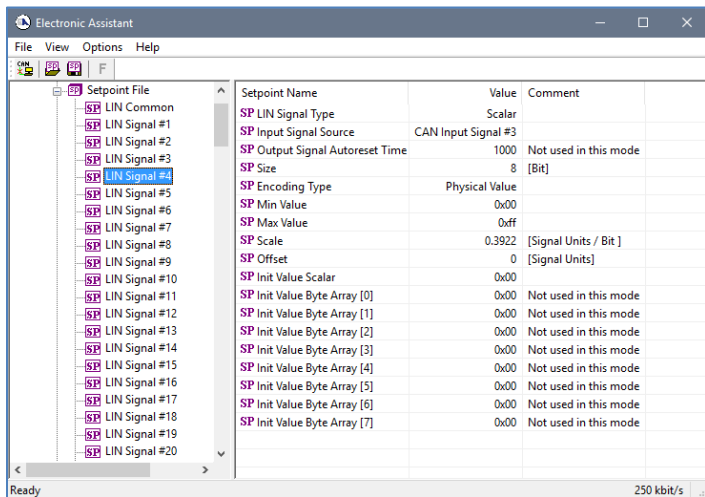 Electronic Assistant
File View Options Help
CAN SP SP F
SP Setpoint File
SP LIN Common
SP LIN Signal #1
SP LIN Signal #2
SP LIN Signal #3
SP LIN Signal #4
SP LIN Signal #5
SP LIN Signal #6
SP LIN Signal #7
SP LIN Signal #8
SP LIN Signal #9
SP LIN Signal #10
SP LIN Signal #11
SP LIN Signal #12
SP LIN Signal #13
SP LIN Signal #14
SP LIN Signal #15
SP LIN Signal #16
SP LIN Signal #17
SP LIN Signal #18
SP LIN Signal #19
SP LIN Signal #20
Setpoint Name Value Comment
SP LIN Signal Type Scalar
SP Input Signal Source CAN Input Signal #3
SP Output Signal Autoreset Time 1000 Not used in this mode
SP Size 8 [Bit]
SP Encoding Type Physical Value
SP Min Value 0x00
SP Max Value 0xff
SP Scale 0.3922 [Signal Units / Bit ]
SP Offset 0 [Signal Units]
SP Init Value Scalar 0x00
SP Init Value Byte Array [0] 0x00 Not used in this mode
SP Init Value Byte Array [1] 0x00 Not used in this mode
SP Init Value Byte Array [2] 0x00 Not used in this mode
SP Init Value Byte Array [3] 0x00 Not used in this mode
SP Init Value Byte Array [4] 0x00 Not used in this mode
SP Init Value Byte Array [5] 0x00 Not used in this mode
SP Init Value Byte Array [6] 0x00 Not used in this mode
SP Init Value Byte Array [7] 0x00 Not used in this mode
Ready 250 kbit/s